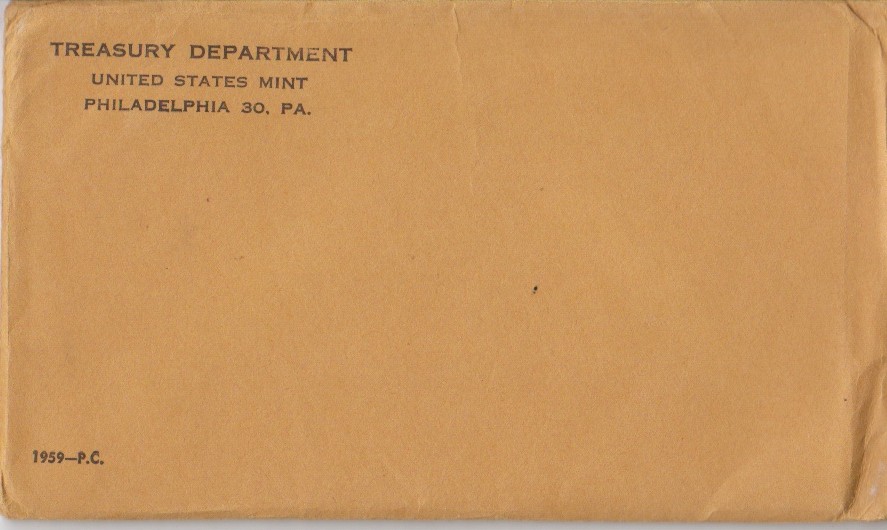 TREASURY DEPARTMENT
UNITED STATES MINT
PHILADELPHIA 30, PA.
1959—P.C.